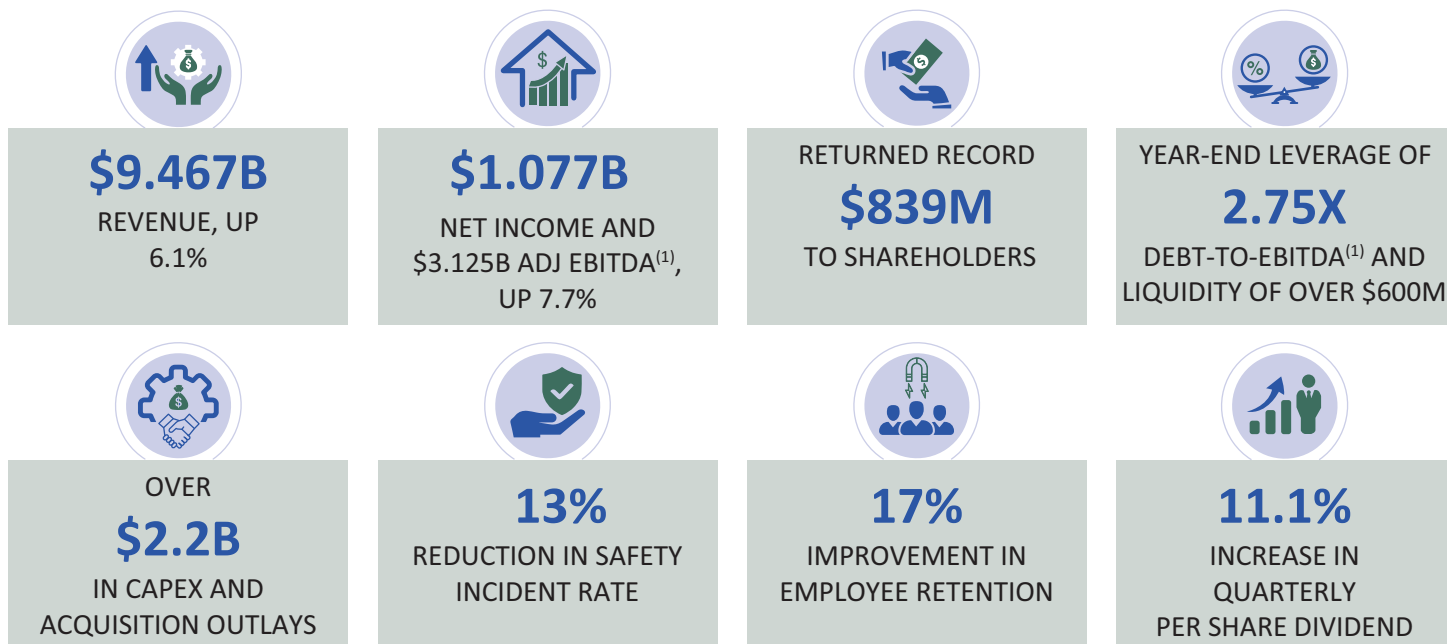 $9.467B
REVENUE, UP
6.1%
$1.077B
NET INCOME AND
$3.125B ADJ EBITDA(1),
UP 7.7%
RETURNED RECORD
$839M
TO SHAREHOLDERS
YEAR-END LEVERAGE OF
2.75X
DEBT-TO-EBITDA(1) AND
LIQUIDITY OF OVER $600M
OVER
$2.2B
IN CAPEX AND
ACQUISITION OUTLAYS
13%
REDUCTION IN SAFETY
INCIDENT RATE
17%
IMPROVEMENT IN
EMPLOYEE RETENTION
11.1%
INCREASE IN
QUARTERLY
PER SHARE DIVIDEND